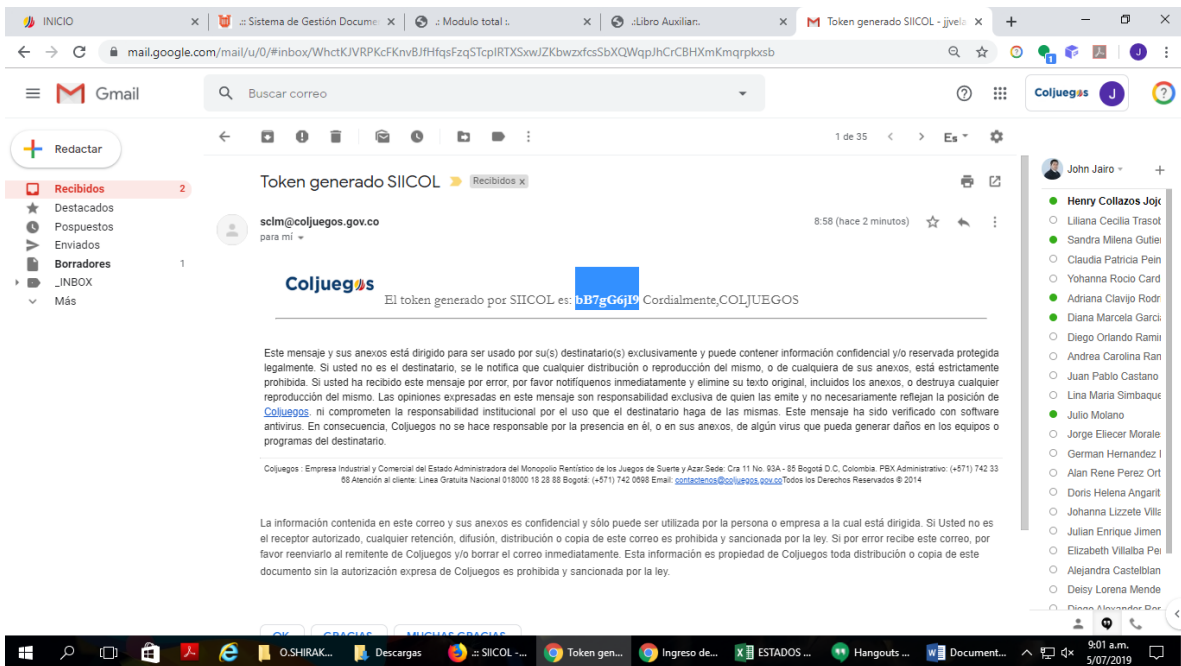 INICIO
.:: Sistema de Gestión Docume
.: Modulo total :.
.:Libro Auxiliar:.
Token generado SIICOL - jjvela
mail.google.com/mail/u/0/#inbox/WhctKJVRPKcFKnvBJfHfqsFzqSTcpIRTXSxwJZKbwzxfcsSbXQWqpJhCrCBHXmKmqrpkxsb
Gmail
Buscar correo
Coljuegos
J
Redactar
1 de 35
Es
Recibidos 2
Destacados
Pospuestos
Enviados
Borradores 1
_INBOX
Más
Token generado SIICOL
Recibidos x
sclm@coljuegos.gov.co
8:58 (hace 2 minutos)
para mí
Coljuegos
El token generado por SIICOL es: bB7gG6jI9 Cordialmente,COLJUEGOS
Este mensaje y sus anexos está dirigido para ser usado por su(s) destinatario(s) exclusivamente y puede contener información confidencial y/o reservada protegida
legalmente. Si usted no es el destinatario, se le notifica que cualquier distribución o reproducción del mismo, o de cualquiera de sus anexos, está estrictamente
prohibida. Si usted ha recibido este mensaje por error, por favor notifíquenos inmediatamente y elimine su texto original, incluidos los anexos, o destruya cualquier
reproducción del mismo. Las opiniones expresadas en este mensaje son responsabilidad exclusiva de quien las emite y no necesariamente reflejan la posición de
Coljuegos. ni comprometen la responsabilidad institucional por el uso que el destinatario haga de las mismas. Este mensaje ha sido verificado con software
antivirus. En consecuencia, Coljuegos no se hace responsable por la presencia en él, o en sus anexos, de algún virus que pueda generar daños en los equipos o
programas del destinatario.
Coljuegos : Empresa Industrial y Comercial del Estado Administradora del Monopolio Rentístico de los Juegos de Suerte y Azar.Sede: Cra 11 No. 93A - 85 Bogotá D.C, Colombia. PBX Administrativo: (+571) 742 33
68 Atención al cliente: Linea Gratuita Nacional 018000 18 28 88 Bogotá: (+571) 742 0698 Email: contactenos@coljuegos.gov.coTodos los Derechos Reservados © 2014
La información contenida en este correo y sus anexos es confidencial y sólo puede ser utilizada por la persona o empresa a la cual está dirigida. Si Usted no es
el receptor autorizado, cualquier retención, difusión, distribución o copia de este correo es prohibida y sancionada por la ley. Si por error recibe este correo, por
favor reenviarlo al remitente de Coljuegos y/o borrar el correo inmediatamente. Esta información es propiedad de Coljuegos toda distribución o copia de este
documento sin la autorización expresa de Coljuegos es prohibida y sancionada por la ley.
OK
GRACIAS
MUCHAS GRACIAS
John Jairo
Henry Collazos Jojo
Liliana Cecilia Trasol
Sandra Milena Gutier
Claudia Patricia Pein
Yohanna Rocio Card
Adriana Clavijo Rodr
Diana Marcela Garci
Diego Orlando Ramir
Andrea Carolina Ran
Juan Pablo Castano
Lina Maria Simbaque
Julio Molano
Jorge Eliecer Morale
German Hernandez
Alan Rene Perez Ort
Doris Helena Angarit
Johanna Lizzete Villa
Julian Enrique Jimen
Elizabeth Villalba Per
Alejandra Castelblan
Deisy Lorena Mende
O.SHIRAK...
Descargas
.:: SIICOL -...
Token gen...
Ingreso de...
ESTADOS ...
Hangouts ...
Document...
9:01 a.m.
5/07/2019